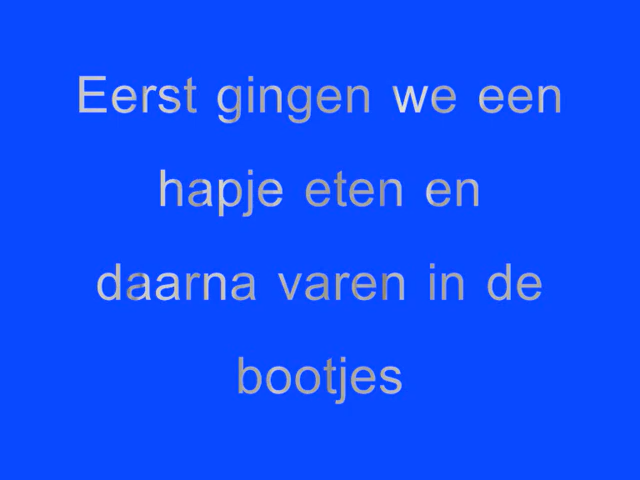 Eerst gingen we een
hapje eten en
daarna varen in de
bootjes